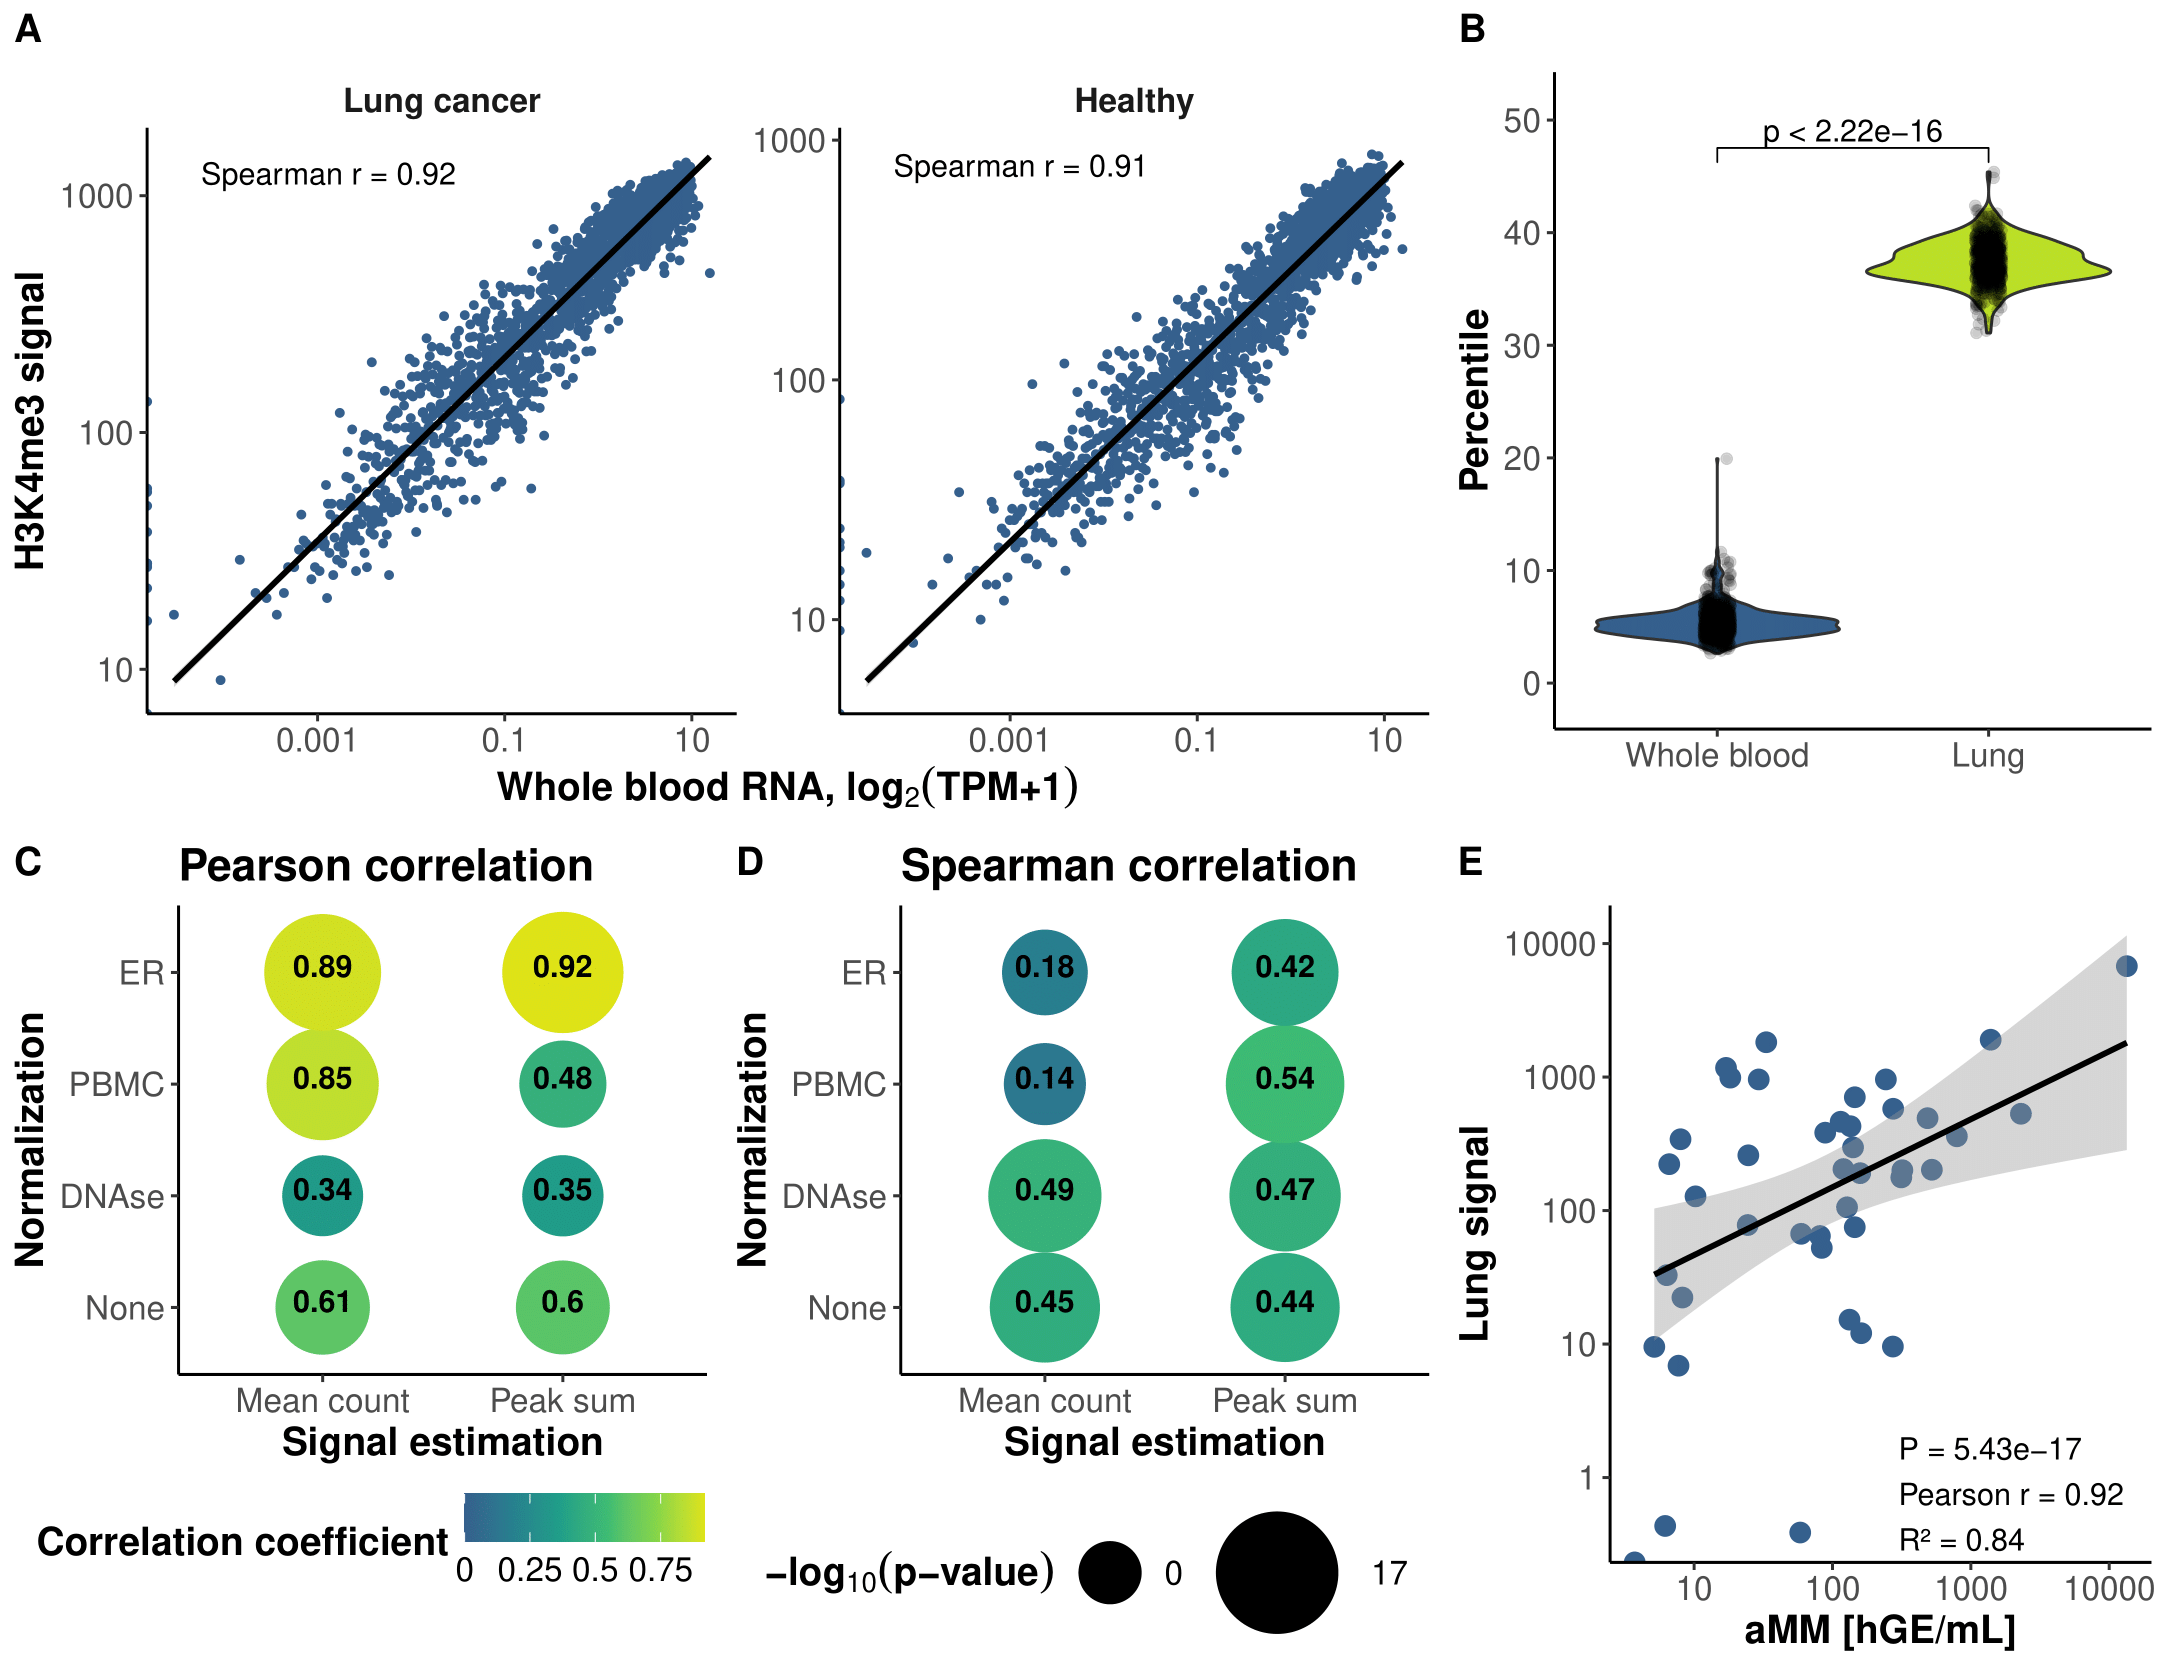 A
Lung cancer
Healthy
Spearman r = 0.92
Spearman r = 0.91
H3K4me3 signal
1000
100
10
0.001
0.1
10
1000
100
10
0.001
0.1
10
Whole blood RNA, log₂(TPM+1)
B
Percentile
50
40
30
20
10
0
p < 2.22e−16
Whole blood
Lung
C
Pearson correlation
Normalization
ER
PBMC
DNAse
None
0.89
0.92
0.85
0.48
0.34
0.35
0.61
0.6
Mean count
Peak sum
Signal estimation
Correlation coefficient
0
0.25
0.5
0.75
D
Spearman correlation
Normalization
ER
PBMC
DNAse
None
0.18
0.42
0.14
0.54
0.49
0.47
0.45
0.44
Mean count
Peak sum
Signal estimation
−log₁₀(p−value)
0
17
E
Lung signal
10000
1000
100
10
1
P = 5.43e−17
Pearson r = 0.92
R² = 0.84
10
100
1000
10000
aMM [hGE/mL]